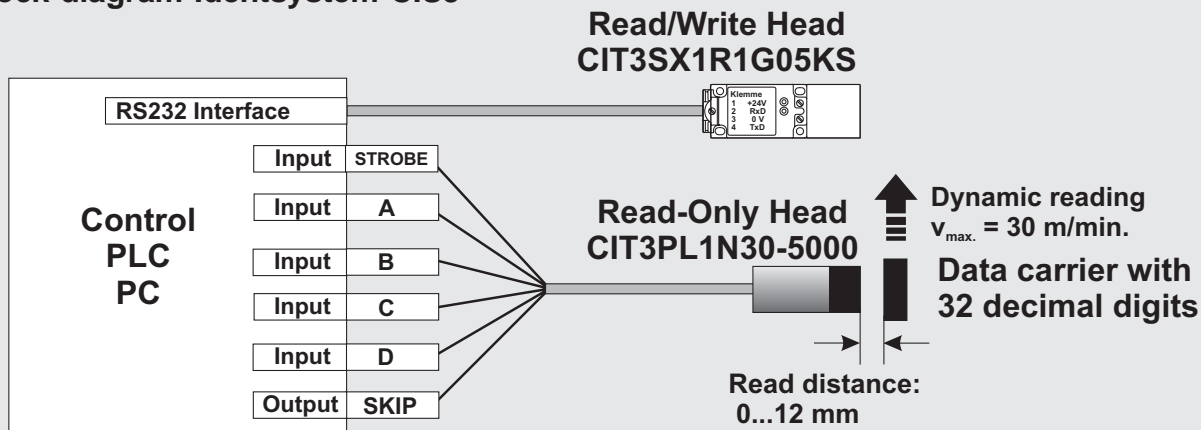 Read/Write Head
CIT3SX1R1G05KS
RS232 Interface
Klemme
1 +24V
2 RxD
3 0 V
4 TxD
Input STROBE
Input A
Input B
Input C
Input D
Output SKIP
Control
PLC
PC
Read-Only Head
CIT3PL1N30-5000
Dynamic reading
vmax. = 30 m/min.
Data carrier with
32 decimal digits
Read distance:
0...12 mm